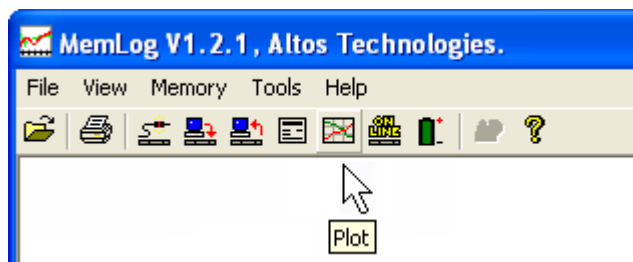 MemLog V1.2.1, Altos Technologies.
File View Memory Tools Help
ON LINE
Plot